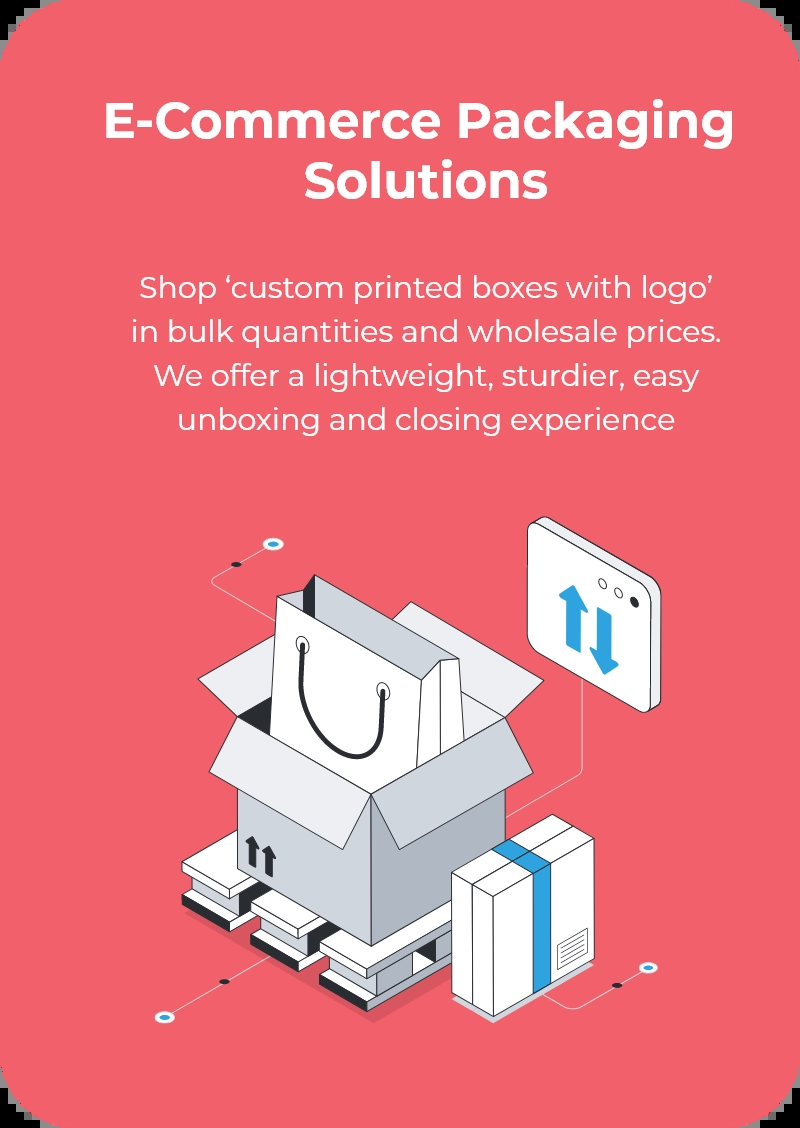 E-Commerce Packaging
Solutions
Shop ‘custom printed boxes with logo’
in bulk quantities and wholesale prices.
We offer a lightweight, sturdier, easy
unboxing and closing experience